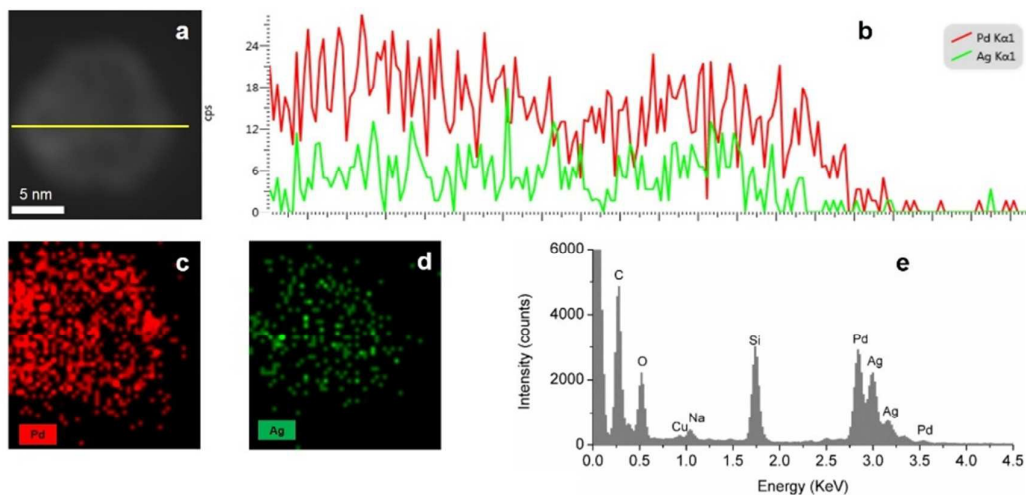 a
5 nm
b
cps
24
18
12
6
0
Pd Kα1
Ag Kα1
c
Pd
d
Ag
e
Intensity (counts)
6000
4000
2000
0
C
O
Cu
Na
Si
Pd
Ag
Ag
Pd
0.0 0.5 1.0 1.5 2.0 2.5 3.0 3.5 4.0 4.5
Energy (KeV)